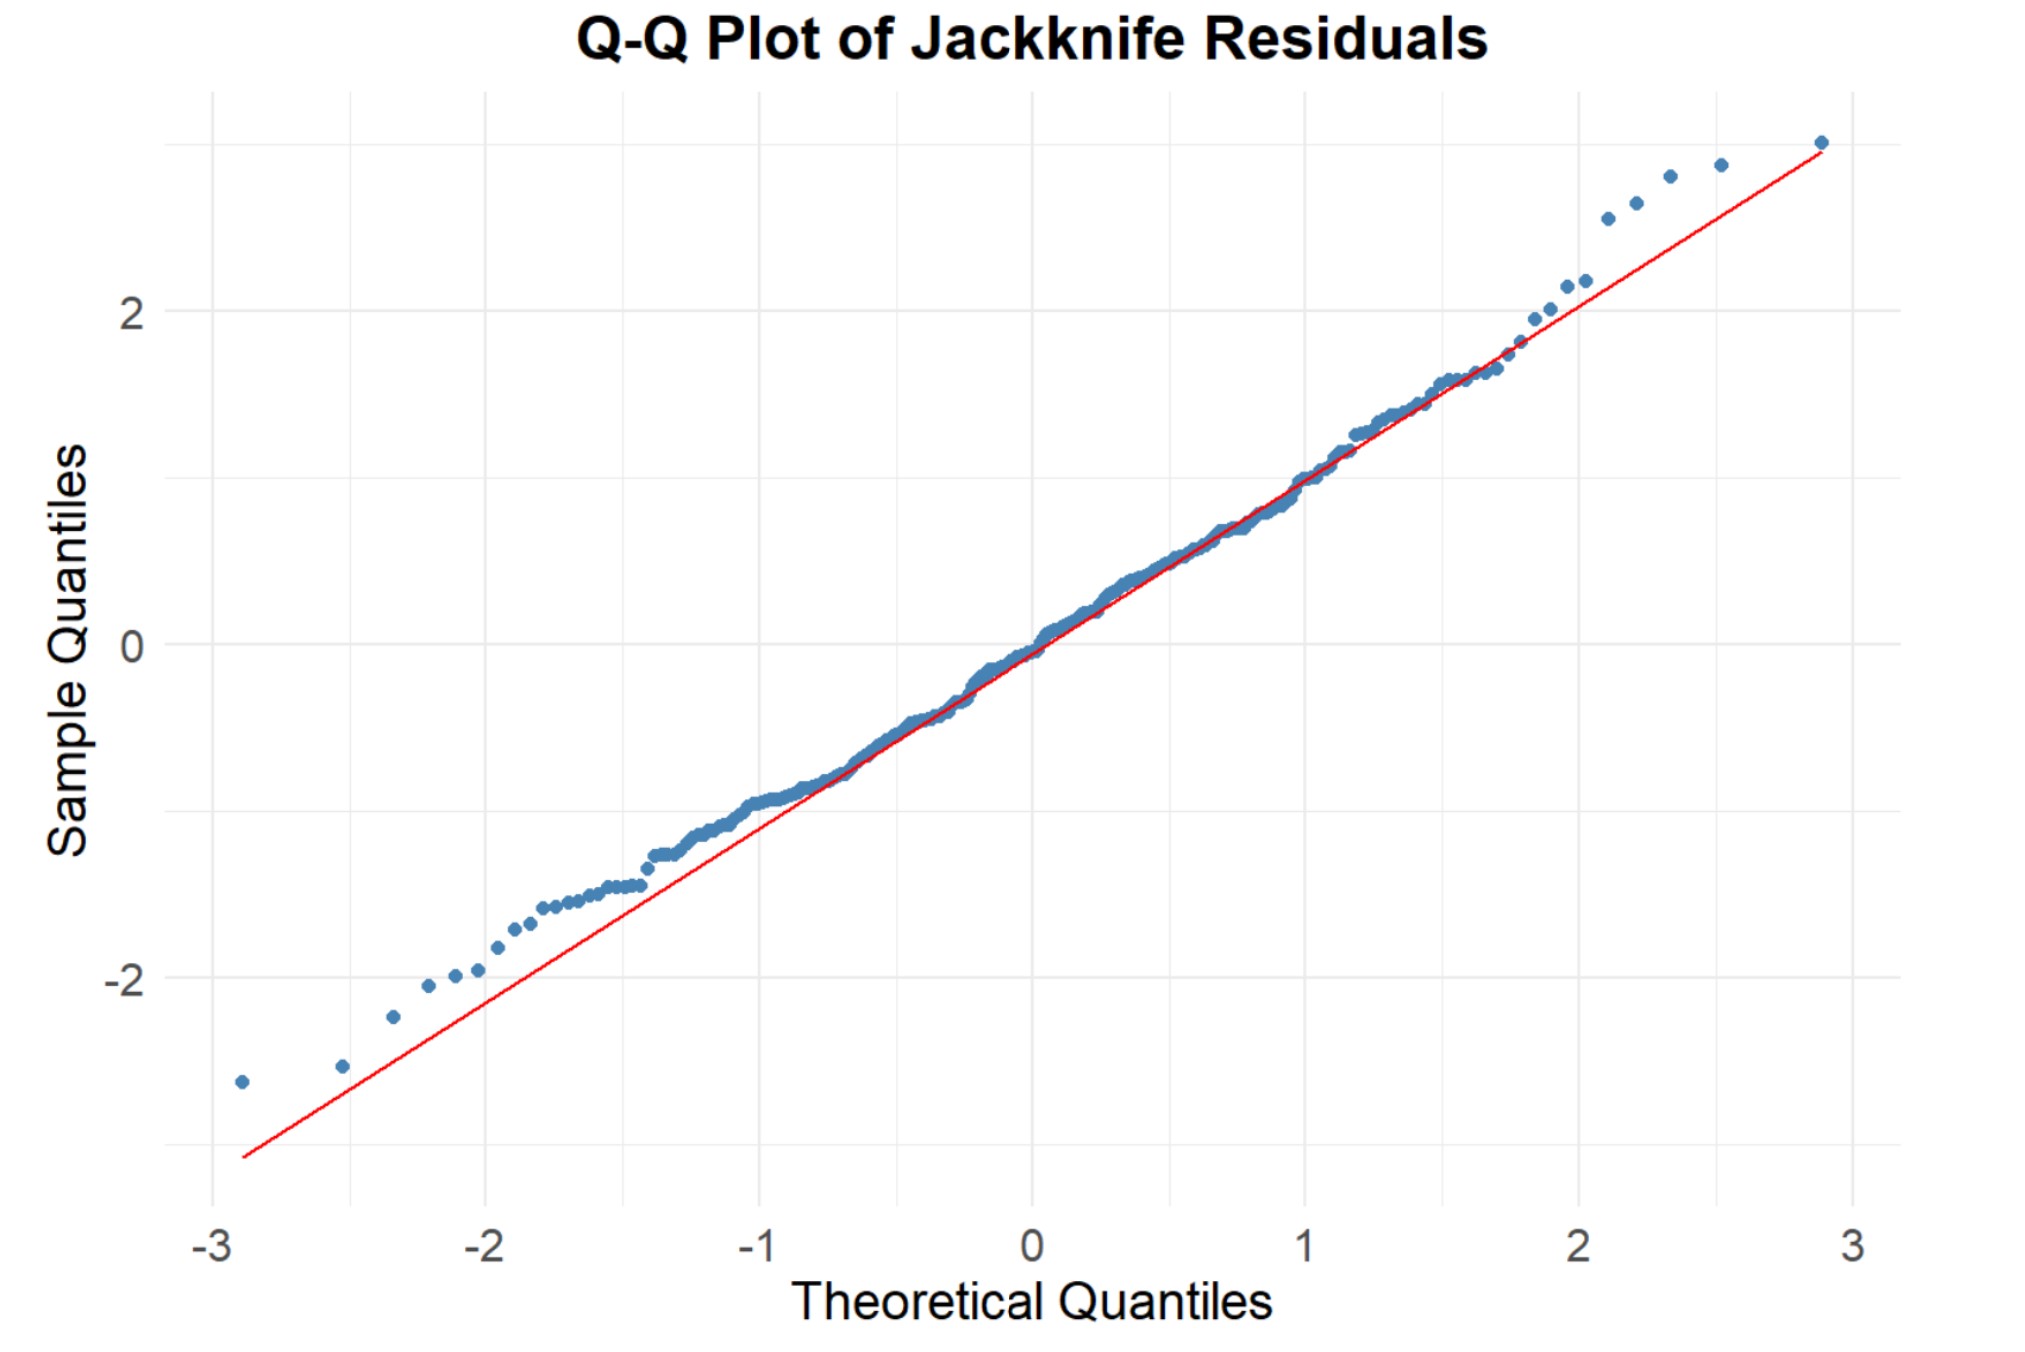 Q-Q Plot of Jackknife Residuals
Sample Quantiles
2
0
-2
-3 -2 -1 0 1 2 3
Theoretical Quantiles